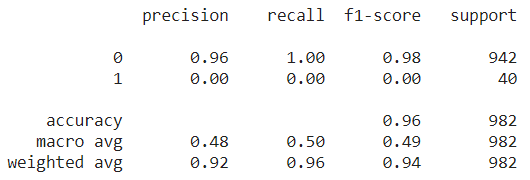 precision recall f1-score support
0 0.96 1.00 0.98 942
1 0.00 0.00 0.00 40
accuracy 0.96 982
macro avg 0.48 0.50 0.49 982
weighted avg 0.92 0.96 0.94 982